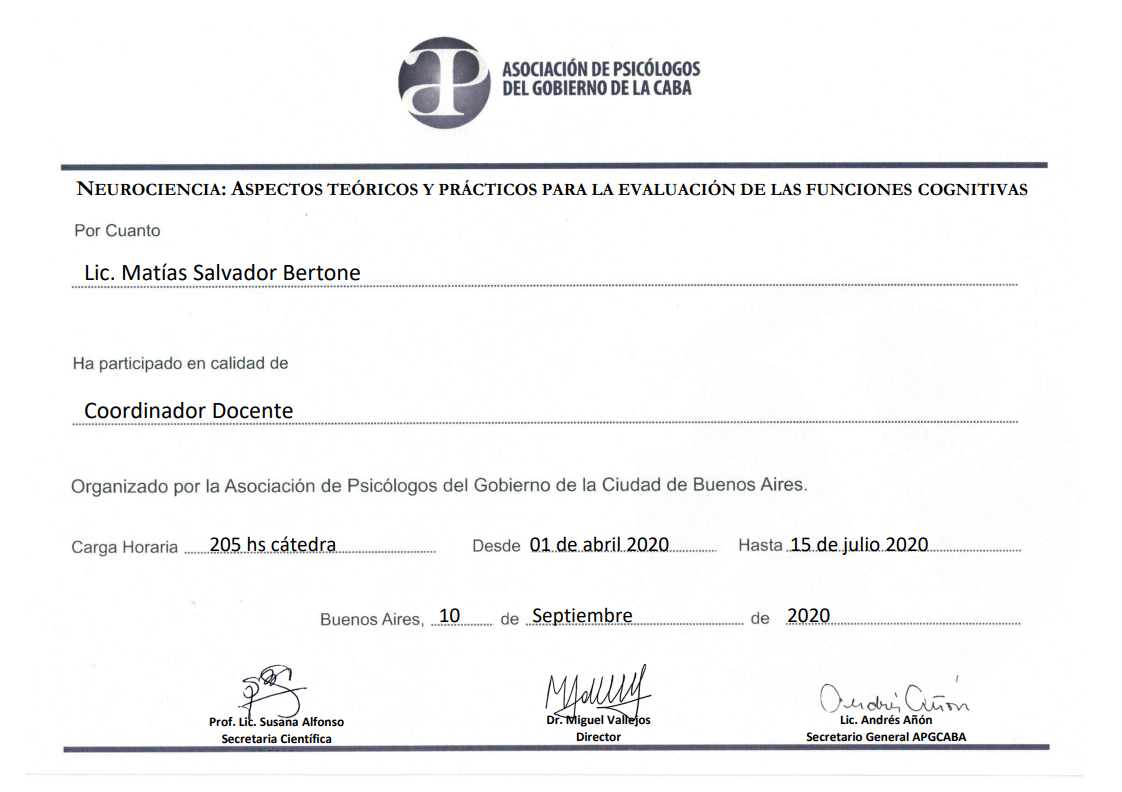 ASOCIACIÓN DE PSICÓLOGOS
DEL GOBIERNO DE LA CABA
NEUROCIENCIA: ASPECTOS TEÓRICOS Y PRÁCTICOS PARA LA EVALUACIÓN DE LAS FUNCIONES COGNITIVAS
Por Cuanto
Lic. Matías Salvador Bertone
Ha participado en calidad de
Coordinador Docente
Organizado por la Asociación de Psicólogos del Gobierno de la Ciudad de Buenos Aires.
Carga Horaria 205 hs cátedra Desde 01 de abril 2020 Hasta 15 de julio 2020
Buenos Aires, 10 de Septiembre de 2020
Andrés Añón
Prof. Lic. Susana Alfonso Dr. Miguel Vallejos Lic. Andrés Añón
Secretaria Científica Director Secretario General APGCABA